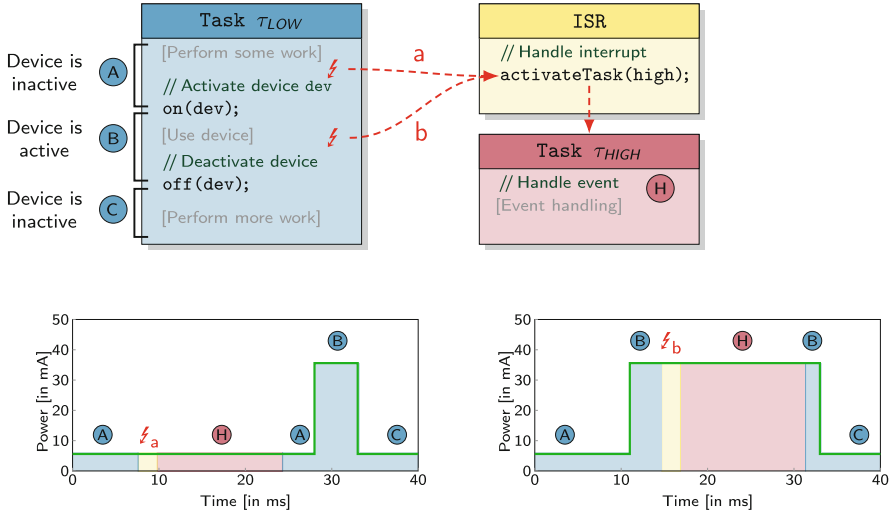 Task τLOW
ISR
Device is
inactive
A
[Perform some work]
// Activate device dev
on(dev);
Device is
active
B
[Use device]
// Deactivate device
off(dev);
Device is
inactive
C
[Perform more work]
a
b
// Handle interrupt
activateTask(high);
Task τHIGH
// Handle event
[Event handling]
H
50
40
30
20
10
0
Power [in mA]
A
a
H
A
B
C
0
10
20
30
40
Time [in ms]
50
40
30
20
10
0
Power [in mA]
A
B
b
H
B
C
0
10
20
30
40
Time [in ms]